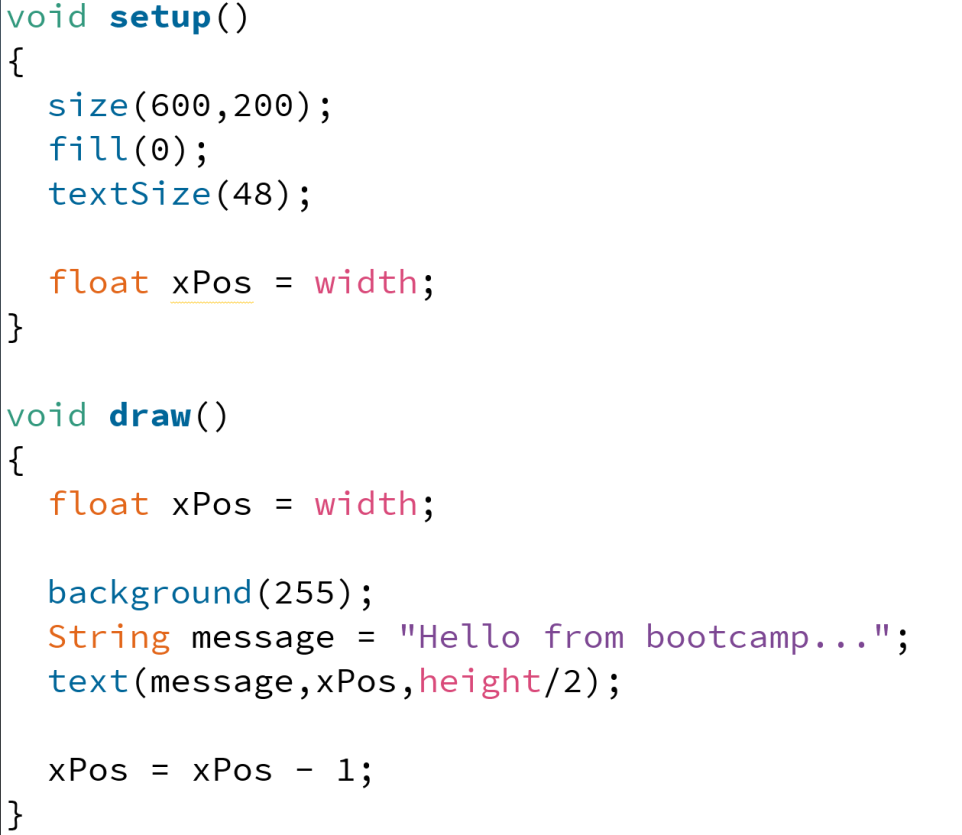 void setup()
{
  size(600,200);
  fill(0);
  textSize(48);

  float xPos = width;
}

void draw()
{
  float xPos = width;

  background(255);
  String message = "Hello from bootcamp...";
  text(message,xPos,height/2);

  xPos = xPos - 1;
}